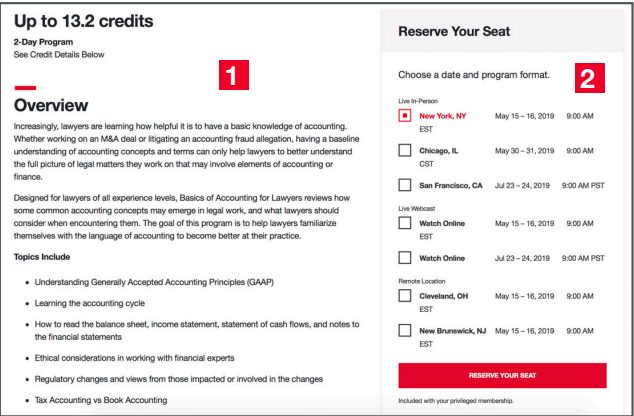 Up to 13.2 credits
2-Day Program
See Credit Details Below
1
Overview
Increasingly, lawyers are learning how helpful it is to have a basic knowledge of accounting.
Whether working on an M&A deal or litigating an accounting fraud allegation, having a baseline
understanding of accounting concepts and terms can only help lawyers to better understand
the full picture of legal matters they work on that may involve elements of accounting or
finance.
Designed for lawyers of all experience levels, Basics of Accounting for Lawyers reviews how
some common accounting concepts may emerge in legal work, and what lawyers should
consider when encountering them. The goal of this program is to help lawyers familiarize
themselves with the language of accounting to become better at their practice.
Topics Include
• Understanding Generally Accepted Accounting Principles (GAAP)
• Learning the accounting cycle
• How to read the balance sheet, income statement, statement of cash flows, and notes to
the financial statements
• Ethical considerations in working with financial experts
• Regulatory changes and views from those impacted or involved in the changes
• Tax Accounting vs Book Accounting
Reserve Your Seat
Choose a date and program format.
2
Live In-Person
New York, NY May 15 – 16, 2019 9:00 AM
EST
Chicago, IL May 30 – 31, 2019 9:00 AM
CST
San Francisco, CA Jul 23 – 24, 2019 9:00 AM PST
Live Webcast
Watch Online May 15 – 16, 2019 9:00 AM
EST
Watch Online Jul 23 – 24, 2019 9:00 AM PST
Remote Location
Cleveland, OH May 15 – 16, 2019 9:00 AM
EST
New Brunswick, NJ May 15 – 16, 2019 9:00 AM
EST
RESERVE YOUR SEAT
Included with your privileged membership.